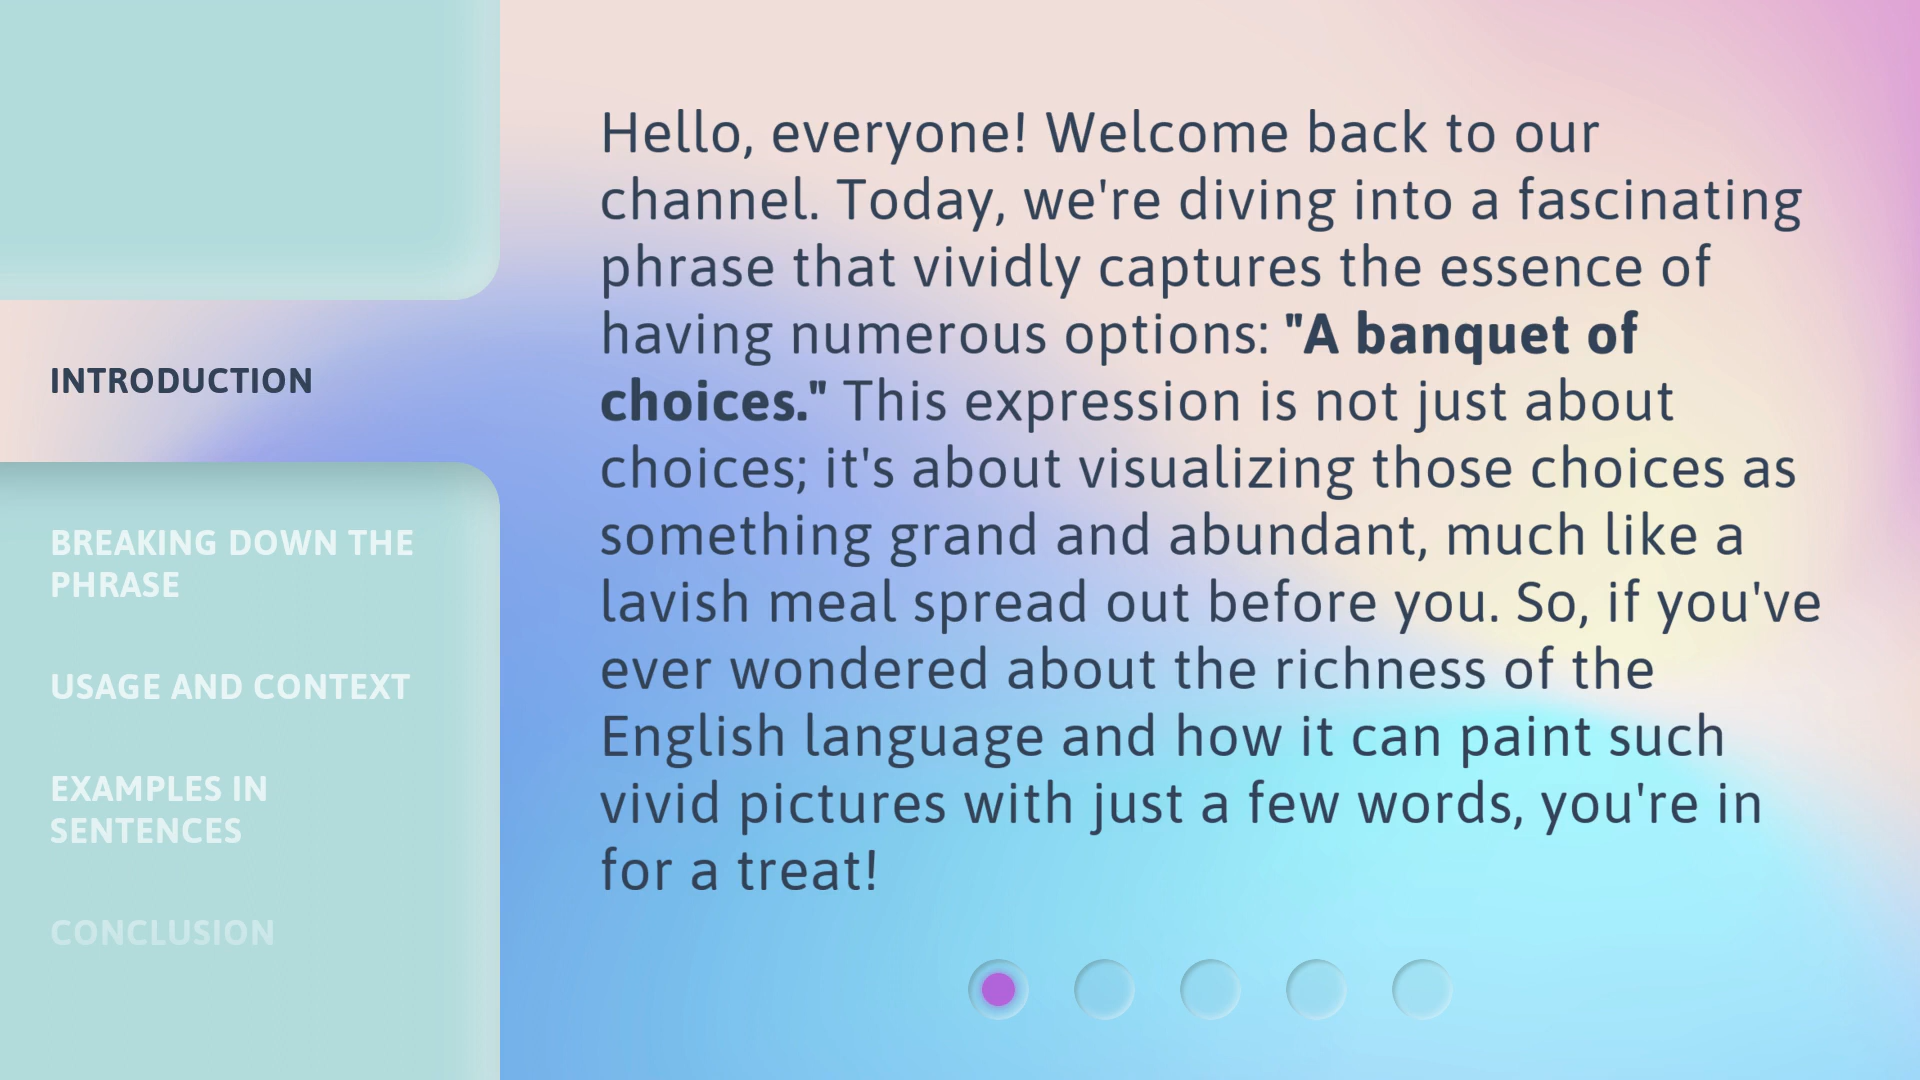 INTRODUCTION
BREAKING DOWN THE
PHRASE
USAGE AND CONTEXT
EXAMPLES IN
SENTENCES
CONCLUSION
Hello, everyone! Welcome back to our
channel. Today, we're diving into a fascinating
phrase that vividly captures the essence of
having numerous options: "A banquet of
choices." This expression is not just about
choices; it's about visualizing those choices as
something grand and abundant, much like a
lavish meal spread out before you. So, if you've
ever wondered about the richness of the
English language and how it can paint such
vivid pictures with just a few words, you're in
for a treat!